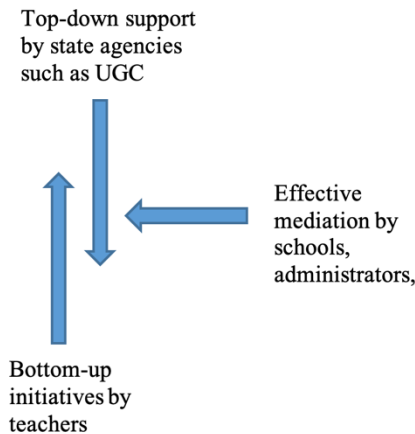 Top-down support
by state agencies
such as UGC
Effective
mediation by
schools,
administrators,
Bottom-up
initiatives by
teachers